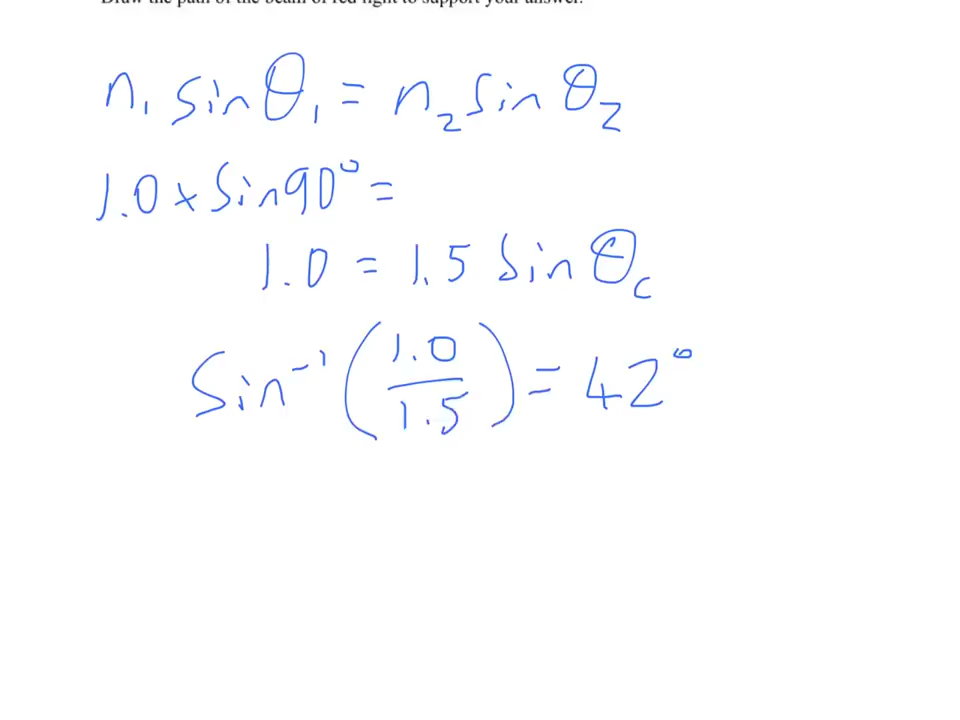 Draw the path of the beam of red light to support your answer.
n₁ sin θ₁ = n₂ sin θ₂
1.0 × sin 90° =
1.0 = 1.5 sin θc
sin⁻¹ (1.0/1.5) = 42°